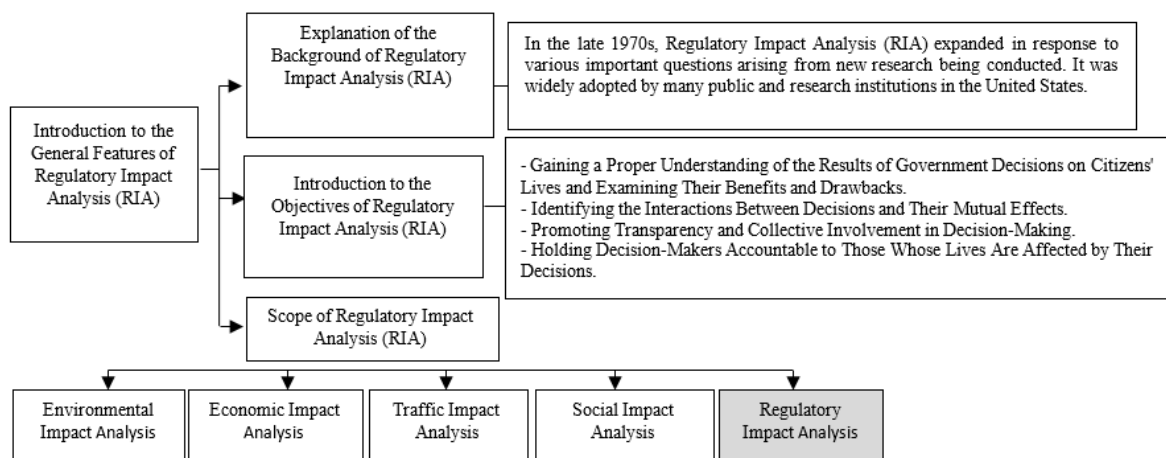 Explanation of the
Background of Regulatory
Impact Analysis (RIA)
In the late 1970s, Regulatory Impact Analysis (RIA) expanded in response to
various important questions arising from new research being conducted. It was
widely adopted by many public and research institutions in the United States.
Introduction to the
General Features of
Regulatory Impact
Analysis (RIA)
Introduction to the
Objectives of Regulatory
Impact Analysis (RIA)
- Gaining a Proper Understanding of the Results of Government Decisions on Citizens'
Lives and Examining Their Benefits and Drawbacks.
- Identifying the Interactions Between Decisions and Their Mutual Effects.
- Promoting Transparency and Collective Involvement in Decision-Making.
- Holding Decision-Makers Accountable to Those Whose Lives Are Affected by Their
Decisions.
Scope of Regulatory Impact
Analysis (RIA)
Environmental
Impact Analysis
Economic Impact
Analysis
Traffic Impact
Analysis
Social Impact
Analysis
Regulatory
Impact Analysis